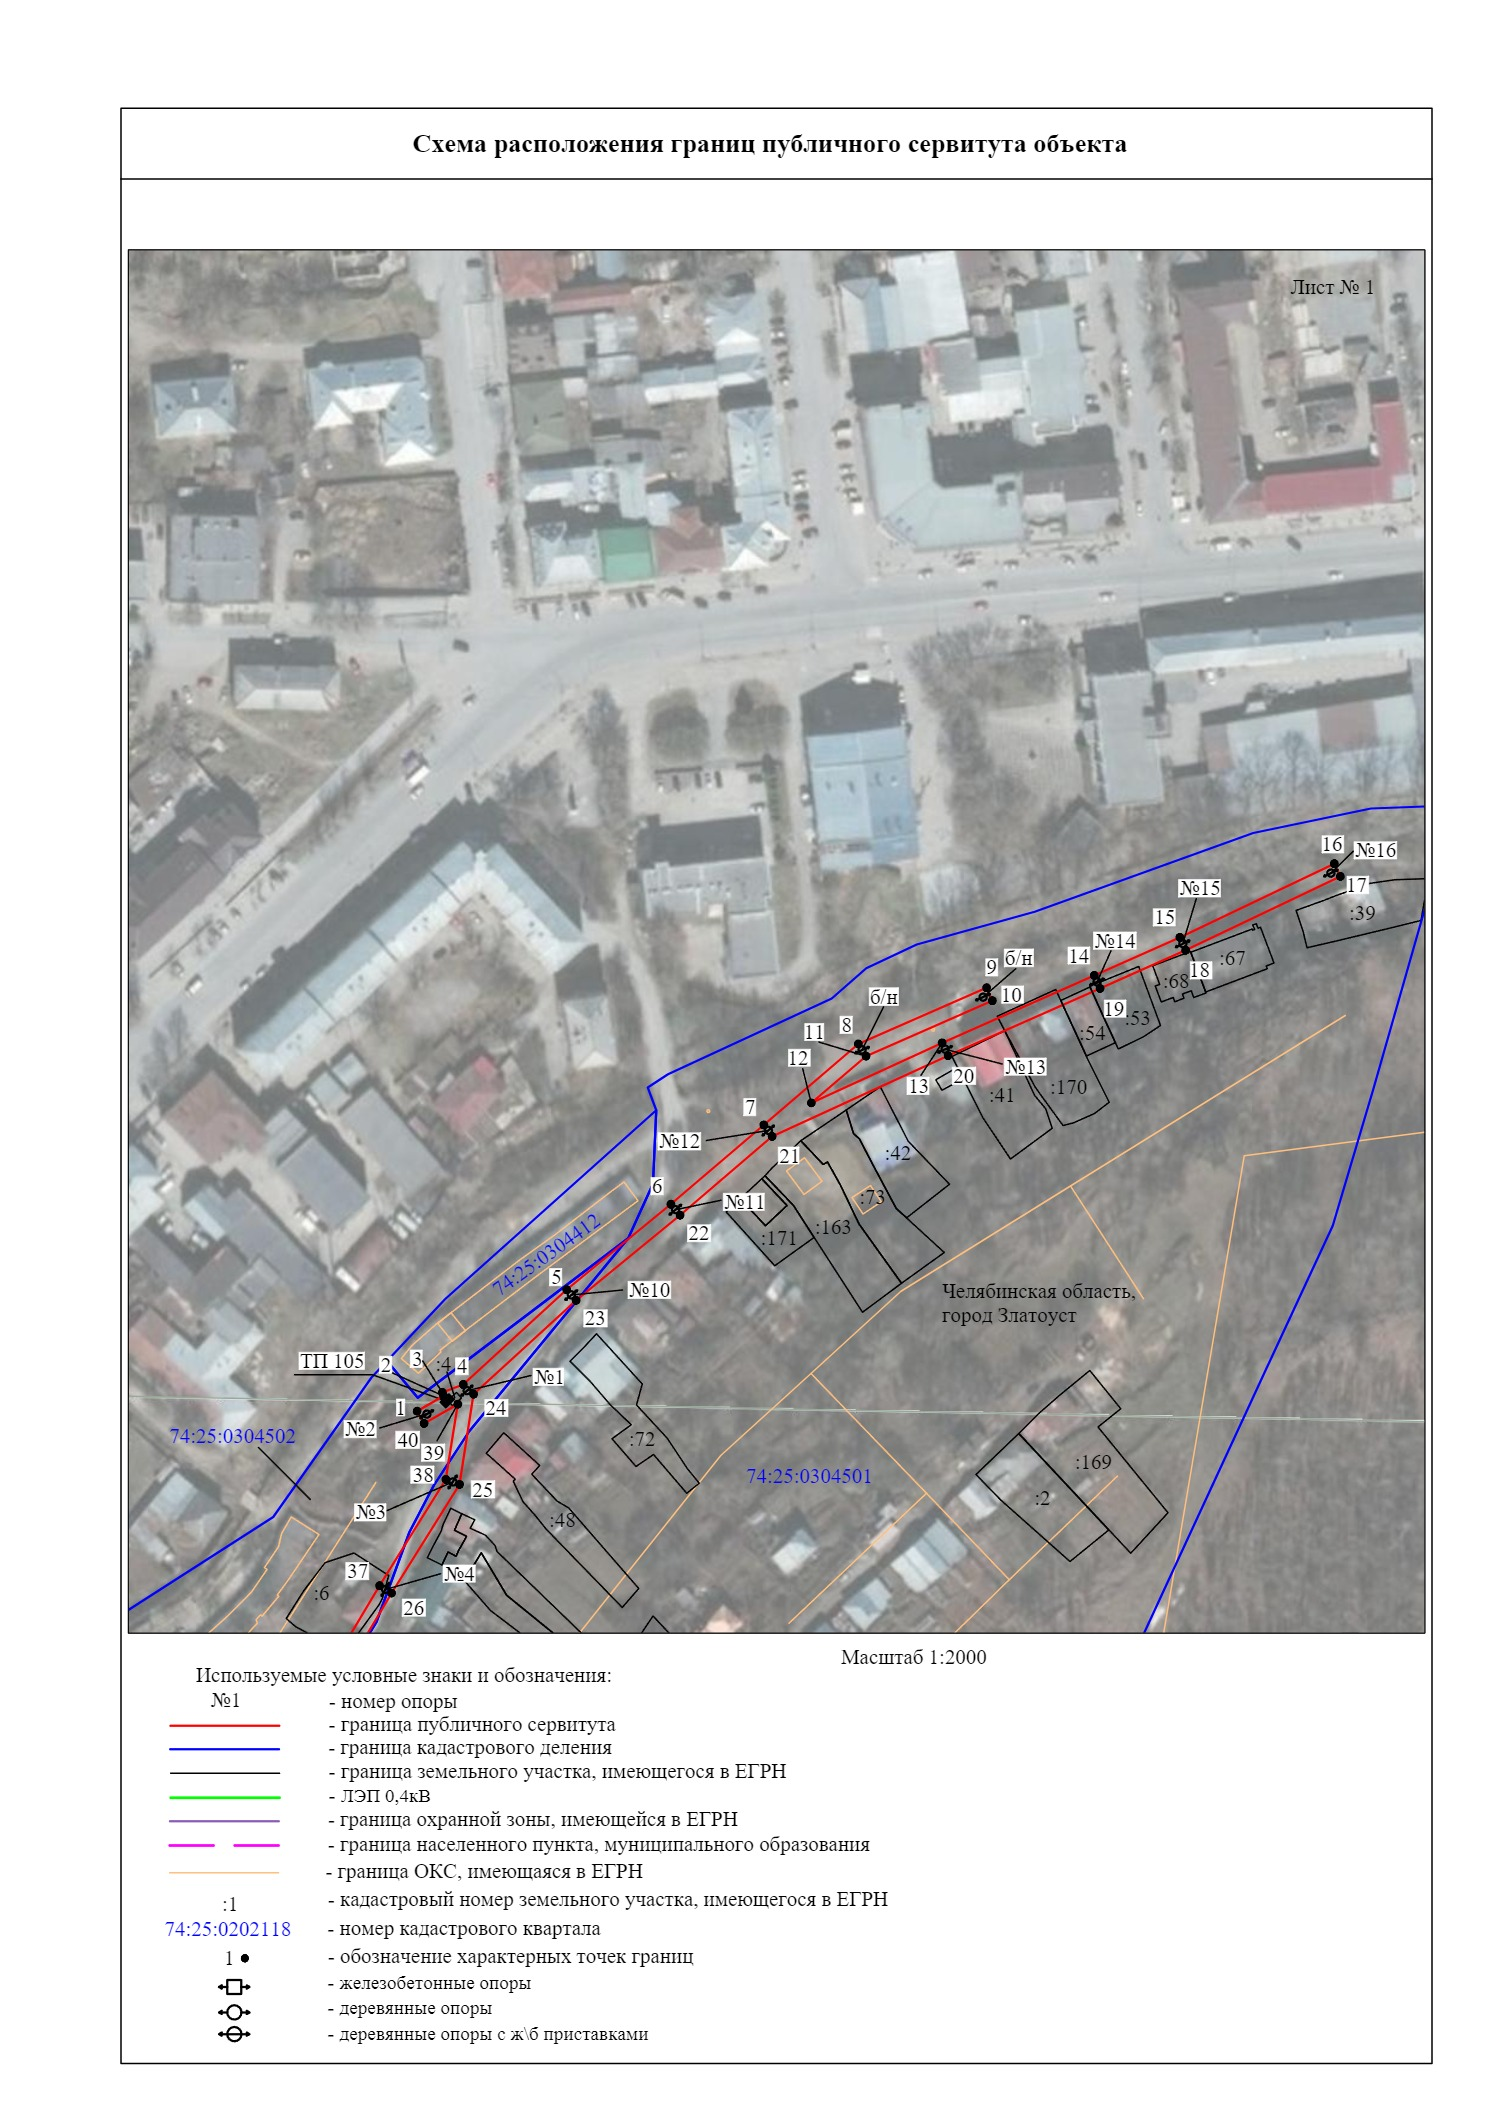 Схема расположения границ публичного сервитута объекта
Лист № 1
16
№16
17
:39
№15
15
:67
18
:68
№14
14
19
:53
:54
б/н
9
10
б/н
8
11
12
№13
13
20
:41
:170
7
№12
21
:42
:73
:163
:171
6
№11
22
74:25:0304412
5
№10
23
Челябинская область,
город Златоуст
ТП 105
2
3
:4
4
№1
1
24
№2
40
39
74:25:0304502
38
25
№3
:72
:48
74:25:0304501
:169
:2
37
№4
:6
26
Масштаб 1:2000
Используемые условные знаки и обозначения:
№1 - номер опоры
- граница публичного сервитута
- граница кадастрового деления
- граница земельного участка, имеющегося в ЕГРН
- ЛЭП 0,4кВ
- граница охранной зоны, имеющейся в ЕГРН
- граница населенного пункта, муниципального образования
- граница ОКС, имеющаяся в ЕГРН
:1 - кадастровый номер земельного участка, имеющегося в ЕГРН
74:25:0202118 - номер кадастрового квартала
1 - обозначение характерных точек границ
- железобетонные опоры
- деревянные опоры
- деревянные опоры с ж\б приставками